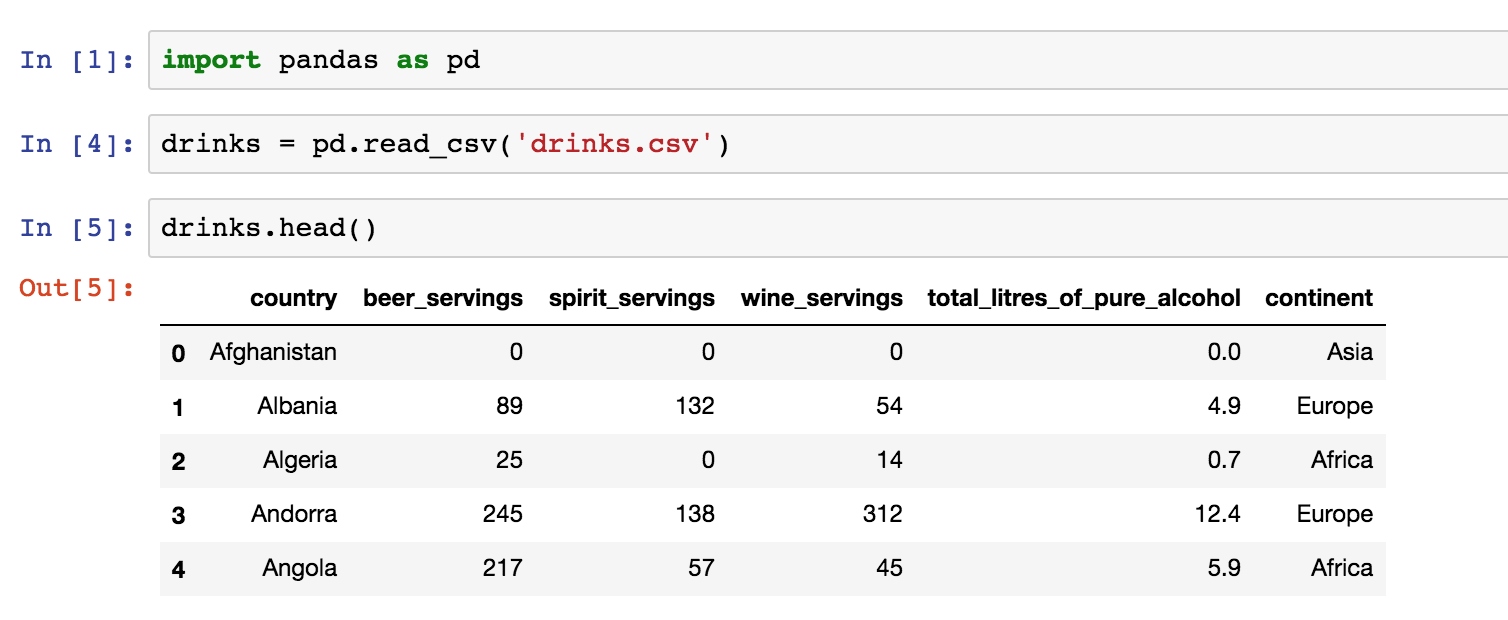 In [1]: import pandas as pd
In [4]: drinks = pd.read_csv('drinks.csv')
In [5]: drinks.head()
Out[5]:
country beer_servings spirit_servings wine_servings total_litres_of_pure_alcohol continent
0 Afghanistan 0 0 0 0.0 Asia
1 Albania 89 132 54 4.9 Europe
2 Algeria 25 0 14 0.7 Africa
3 Andorra 245 138 312 12.4 Europe
4 Angola 217 57 45 5.9 Africa